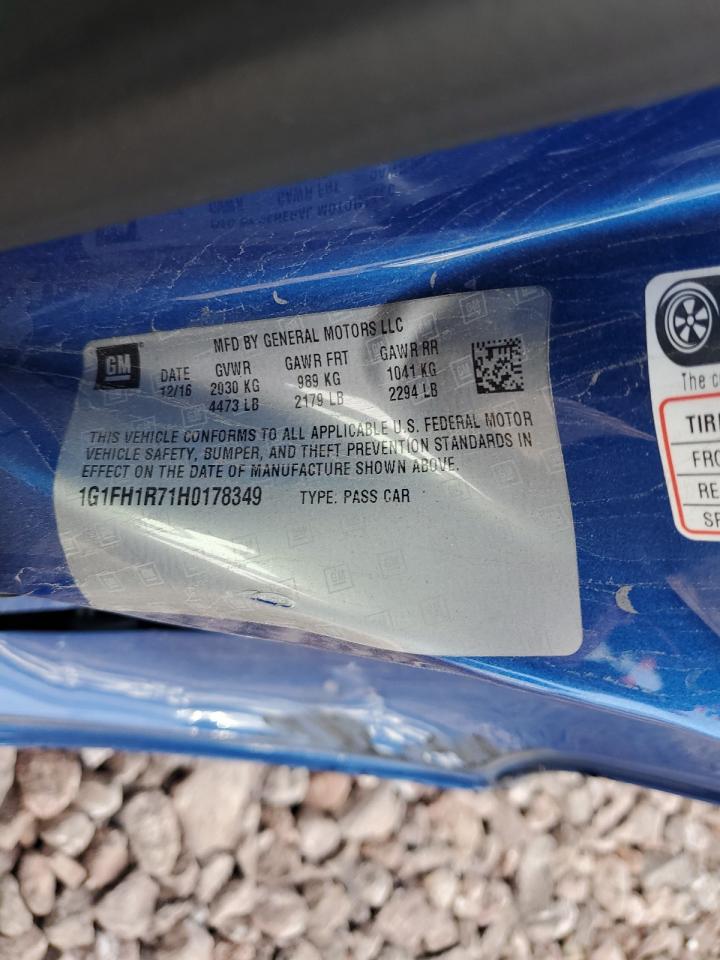 GM
MFD BY GENERAL MOTORS LLC
DATE GVWR GAWR FRT GAWR RR
12/16 2030 KG 989 KG 1041 KG
4473 LB 2179 LB 2294 LB
THIS VEHICLE CONFORMS TO ALL APPLICABLE U.S. FEDERAL MOTOR
VEHICLE SAFETY, BUMPER, AND THEFT PREVENTION STANDARDS IN
EFFECT ON THE DATE OF MANUFACTURE SHOWN ABOVE.
1G1FH1R71H0178349 TYPE: PASS CAR
The c
TIR
FRO
RE
SP